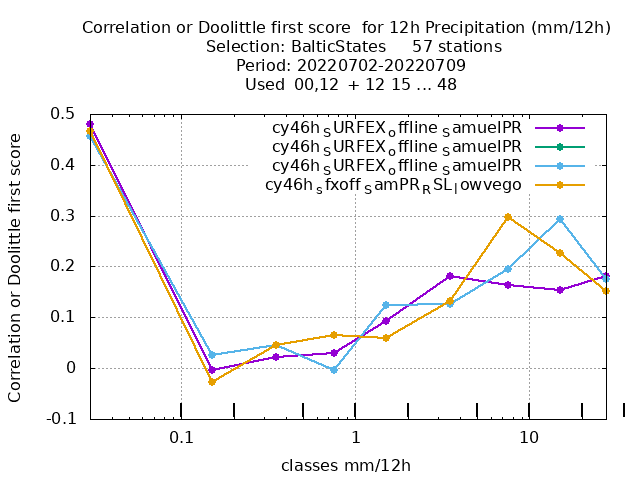 Correlation or Doolittle first score  for 12h Precipitation (mm/12h)
Selection: BalticStates     57 stations
Period: 20220702-20220709
Used  00,12  + 12 15 ... 48
Correlation or Doolittle first score
0.5
0.4
0.3
0.2
0.1
0
-0.1
cy46h_SURFEX_offline_SamuelPR
cy46h_SURFEX_offline_SamuelPR
cy46h_SURFEX_offline_SamuelPR
cy46h_sfxoff_SamPR_RSL_lowvego
0.1 1 10
classes mm/12h